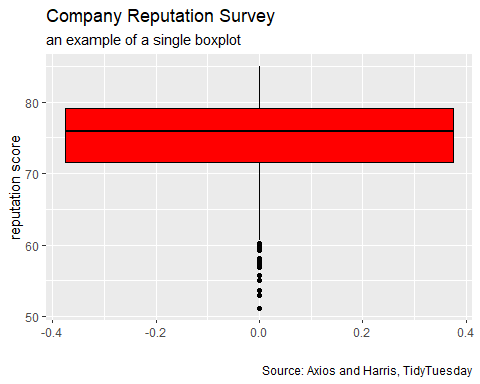 Company Reputation Survey
an example of a single boxplot
reputation score
80
70
60
50
-0.4 -0.2 0.0 0.2 0.4
Source: Axios and Harris, TidyTuesday